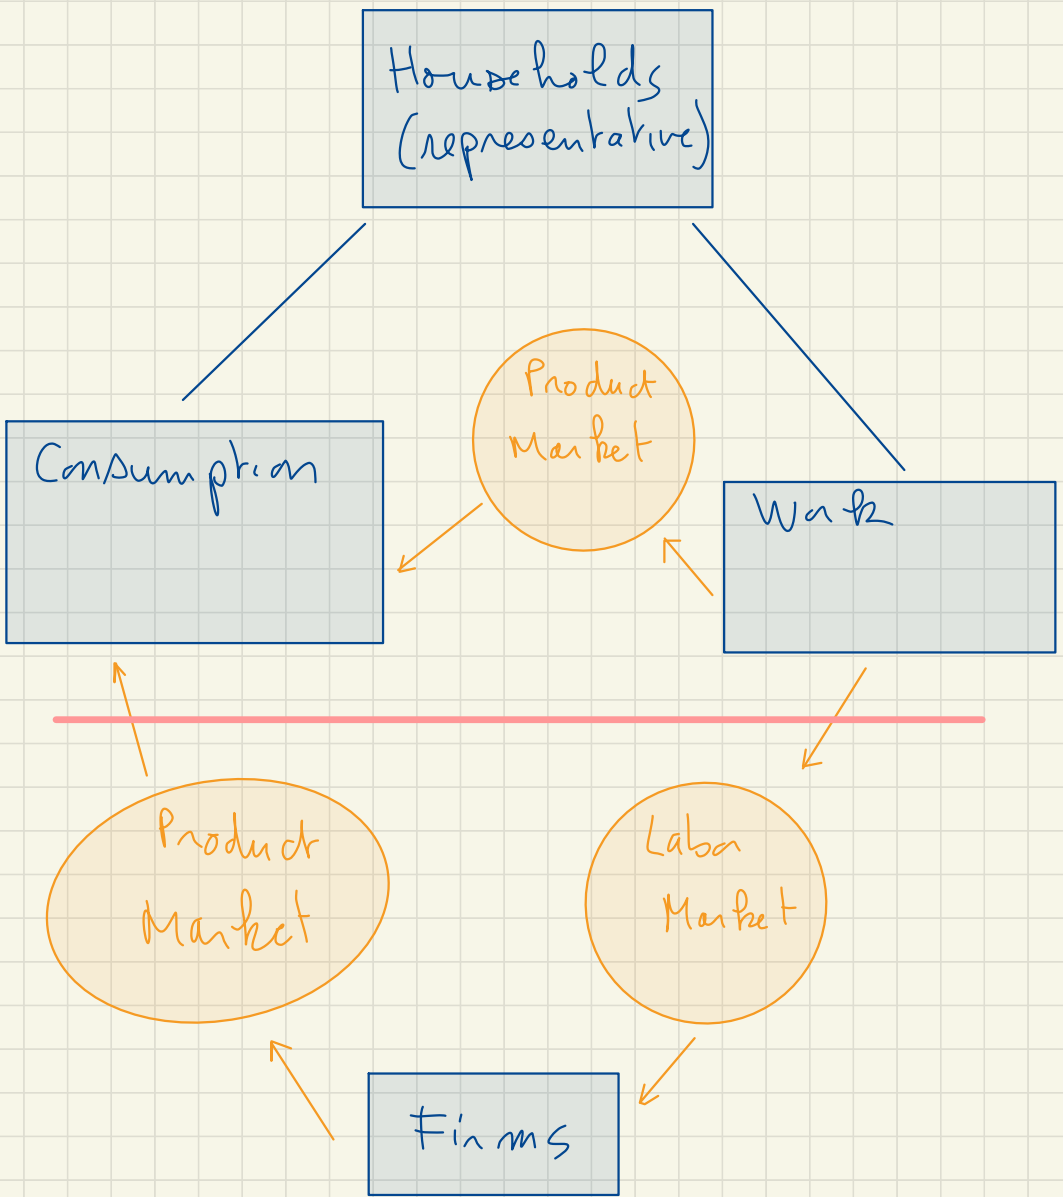 Households
(representative)
Product
Market
Consumption
Work
Product
Market
Labor
Market
Firms